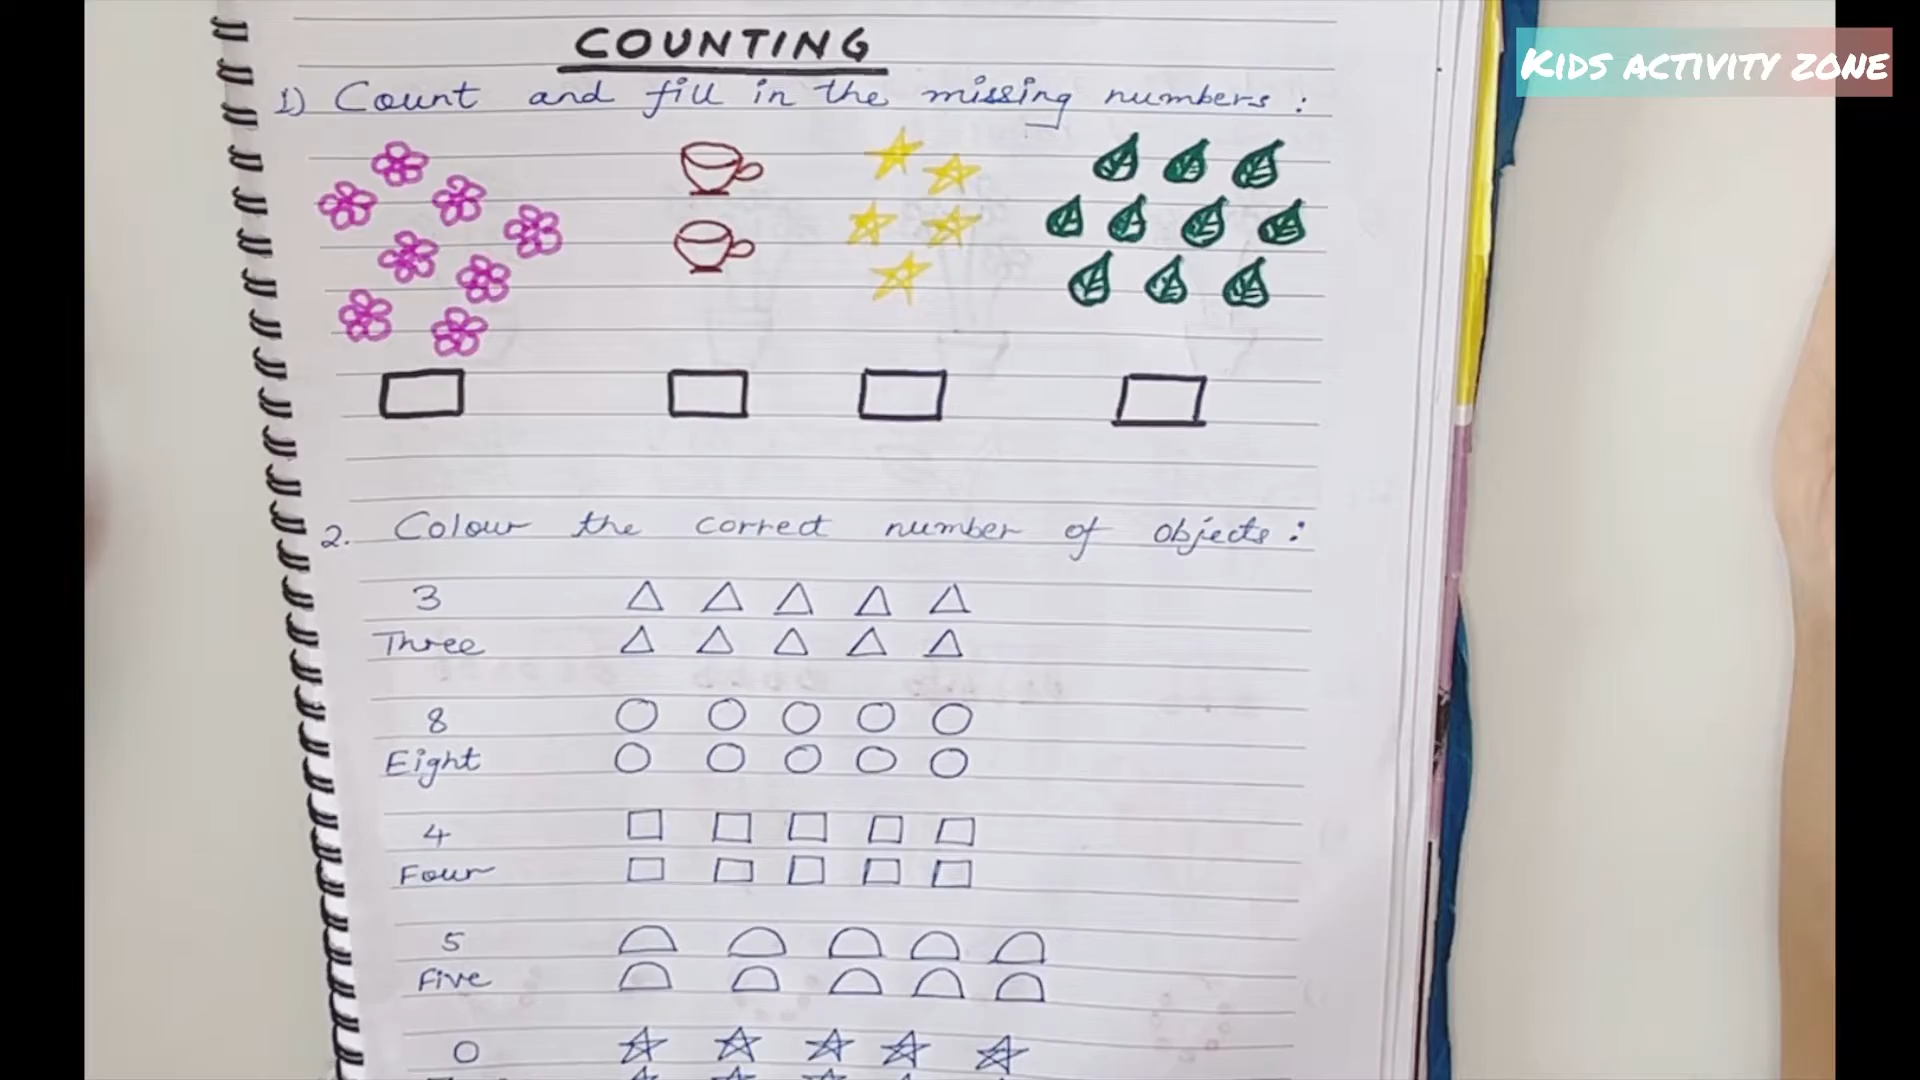 COUNTING
KIDS ACTIVITY ZONE
1) Count and fill in the missing numbers :
2. Colour the correct number of objects :
3
Three
8
Eight
4
Four
5
Five
0